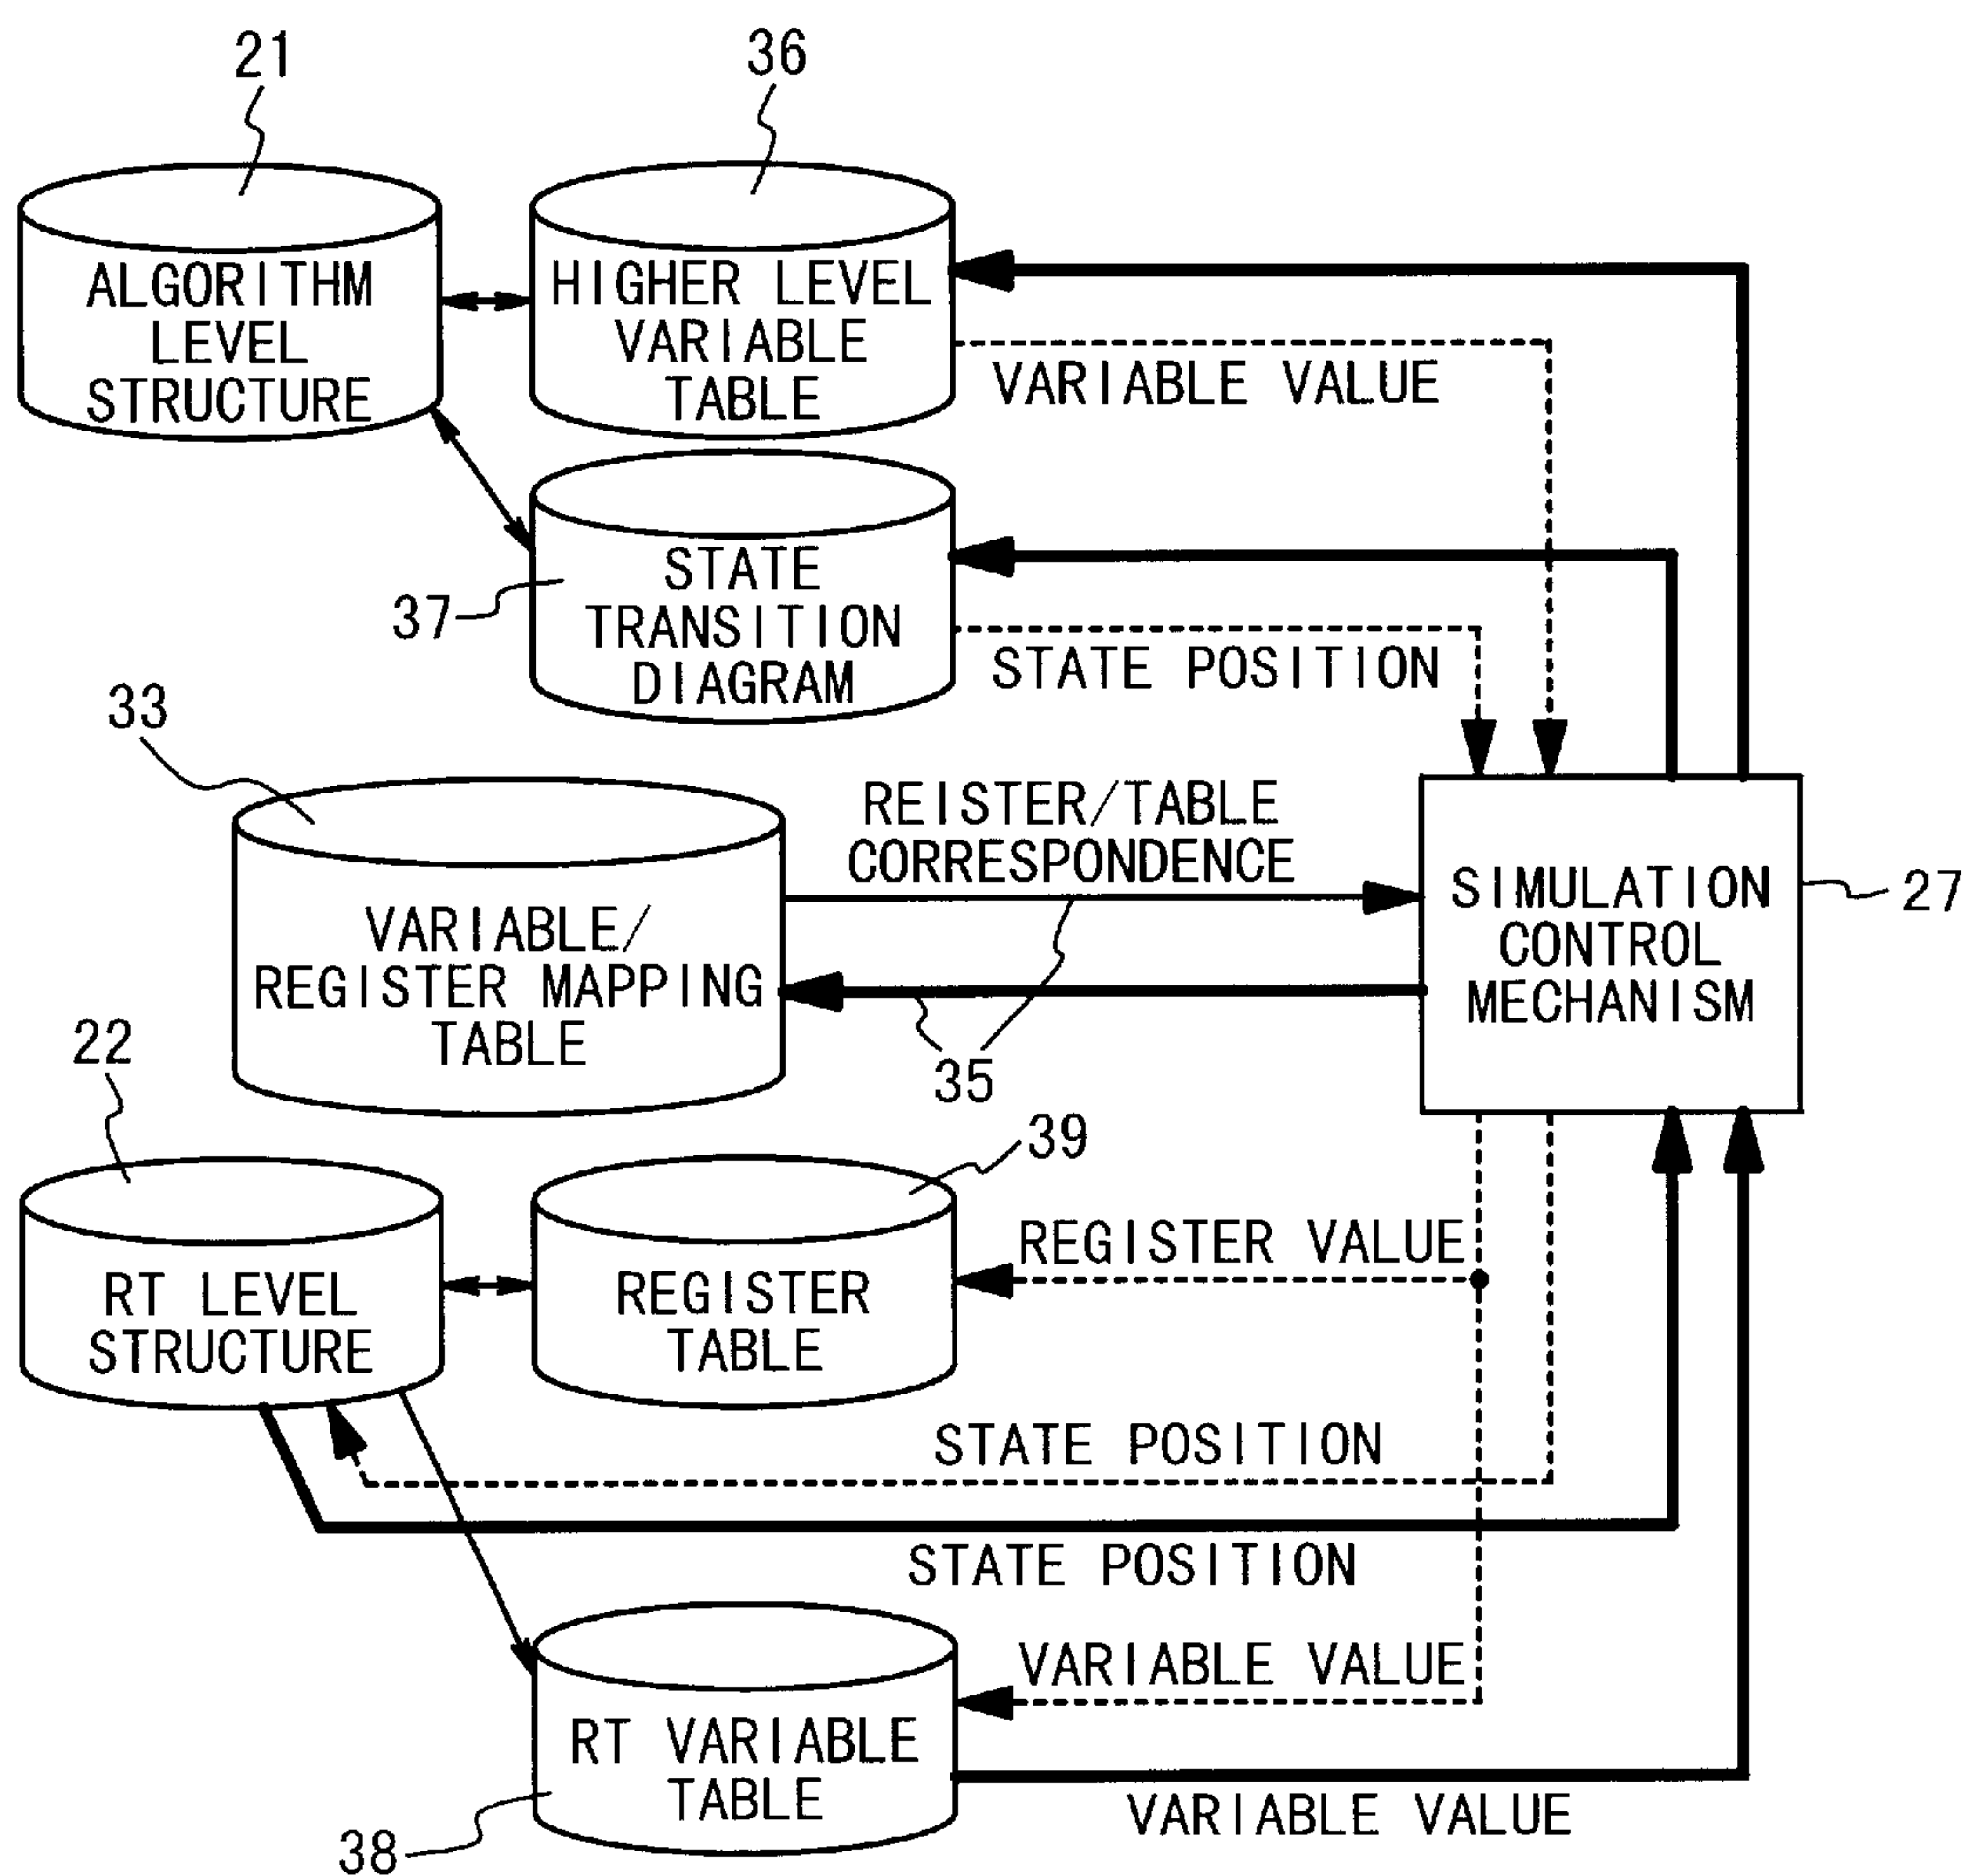 21
36
ALGORITHM
LEVEL
STRUCTURE
HIGHER LEVEL
VARIABLE
TABLE
VARIABLE VALUE
37
STATE
TRANSITION
DIAGRAM
STATE POSITION
33
REISTER/TABLE
CORRESPONDENCE
VARIABLE/
REGISTER MAPPING
TABLE
SIMULATION
CONTROL
MECHANISM
27
35
22
39
RT LEVEL
STRUCTURE
REGISTER
TABLE
REGISTER VALUE
STATE POSITION
STATE POSITION
VARIABLE VALUE
RT VARIABLE
TABLE
VARIABLE VALUE
38